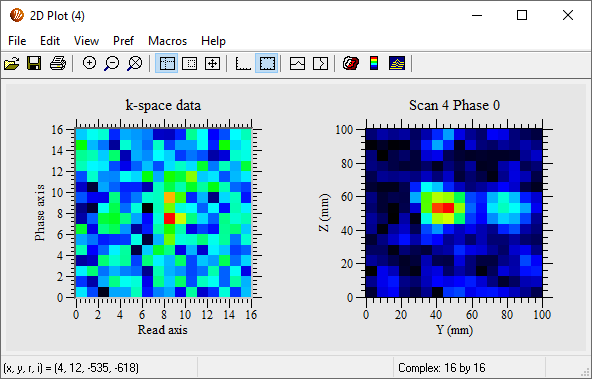 2D Plot (4)
File Edit View Pref Macros Help
k-space data
Scan 4 Phase 0
16
14
12
10
8
6
4
2
0
Phase axis
0 2 4 6 8 10 12 14 16
Read axis
100
80
60
40
20
0
Z (mm)
0 20 40 60 80 100
Y (mm)
(x, y, r, i) = (4, 12, -535, -618)
Complex: 16 by 16